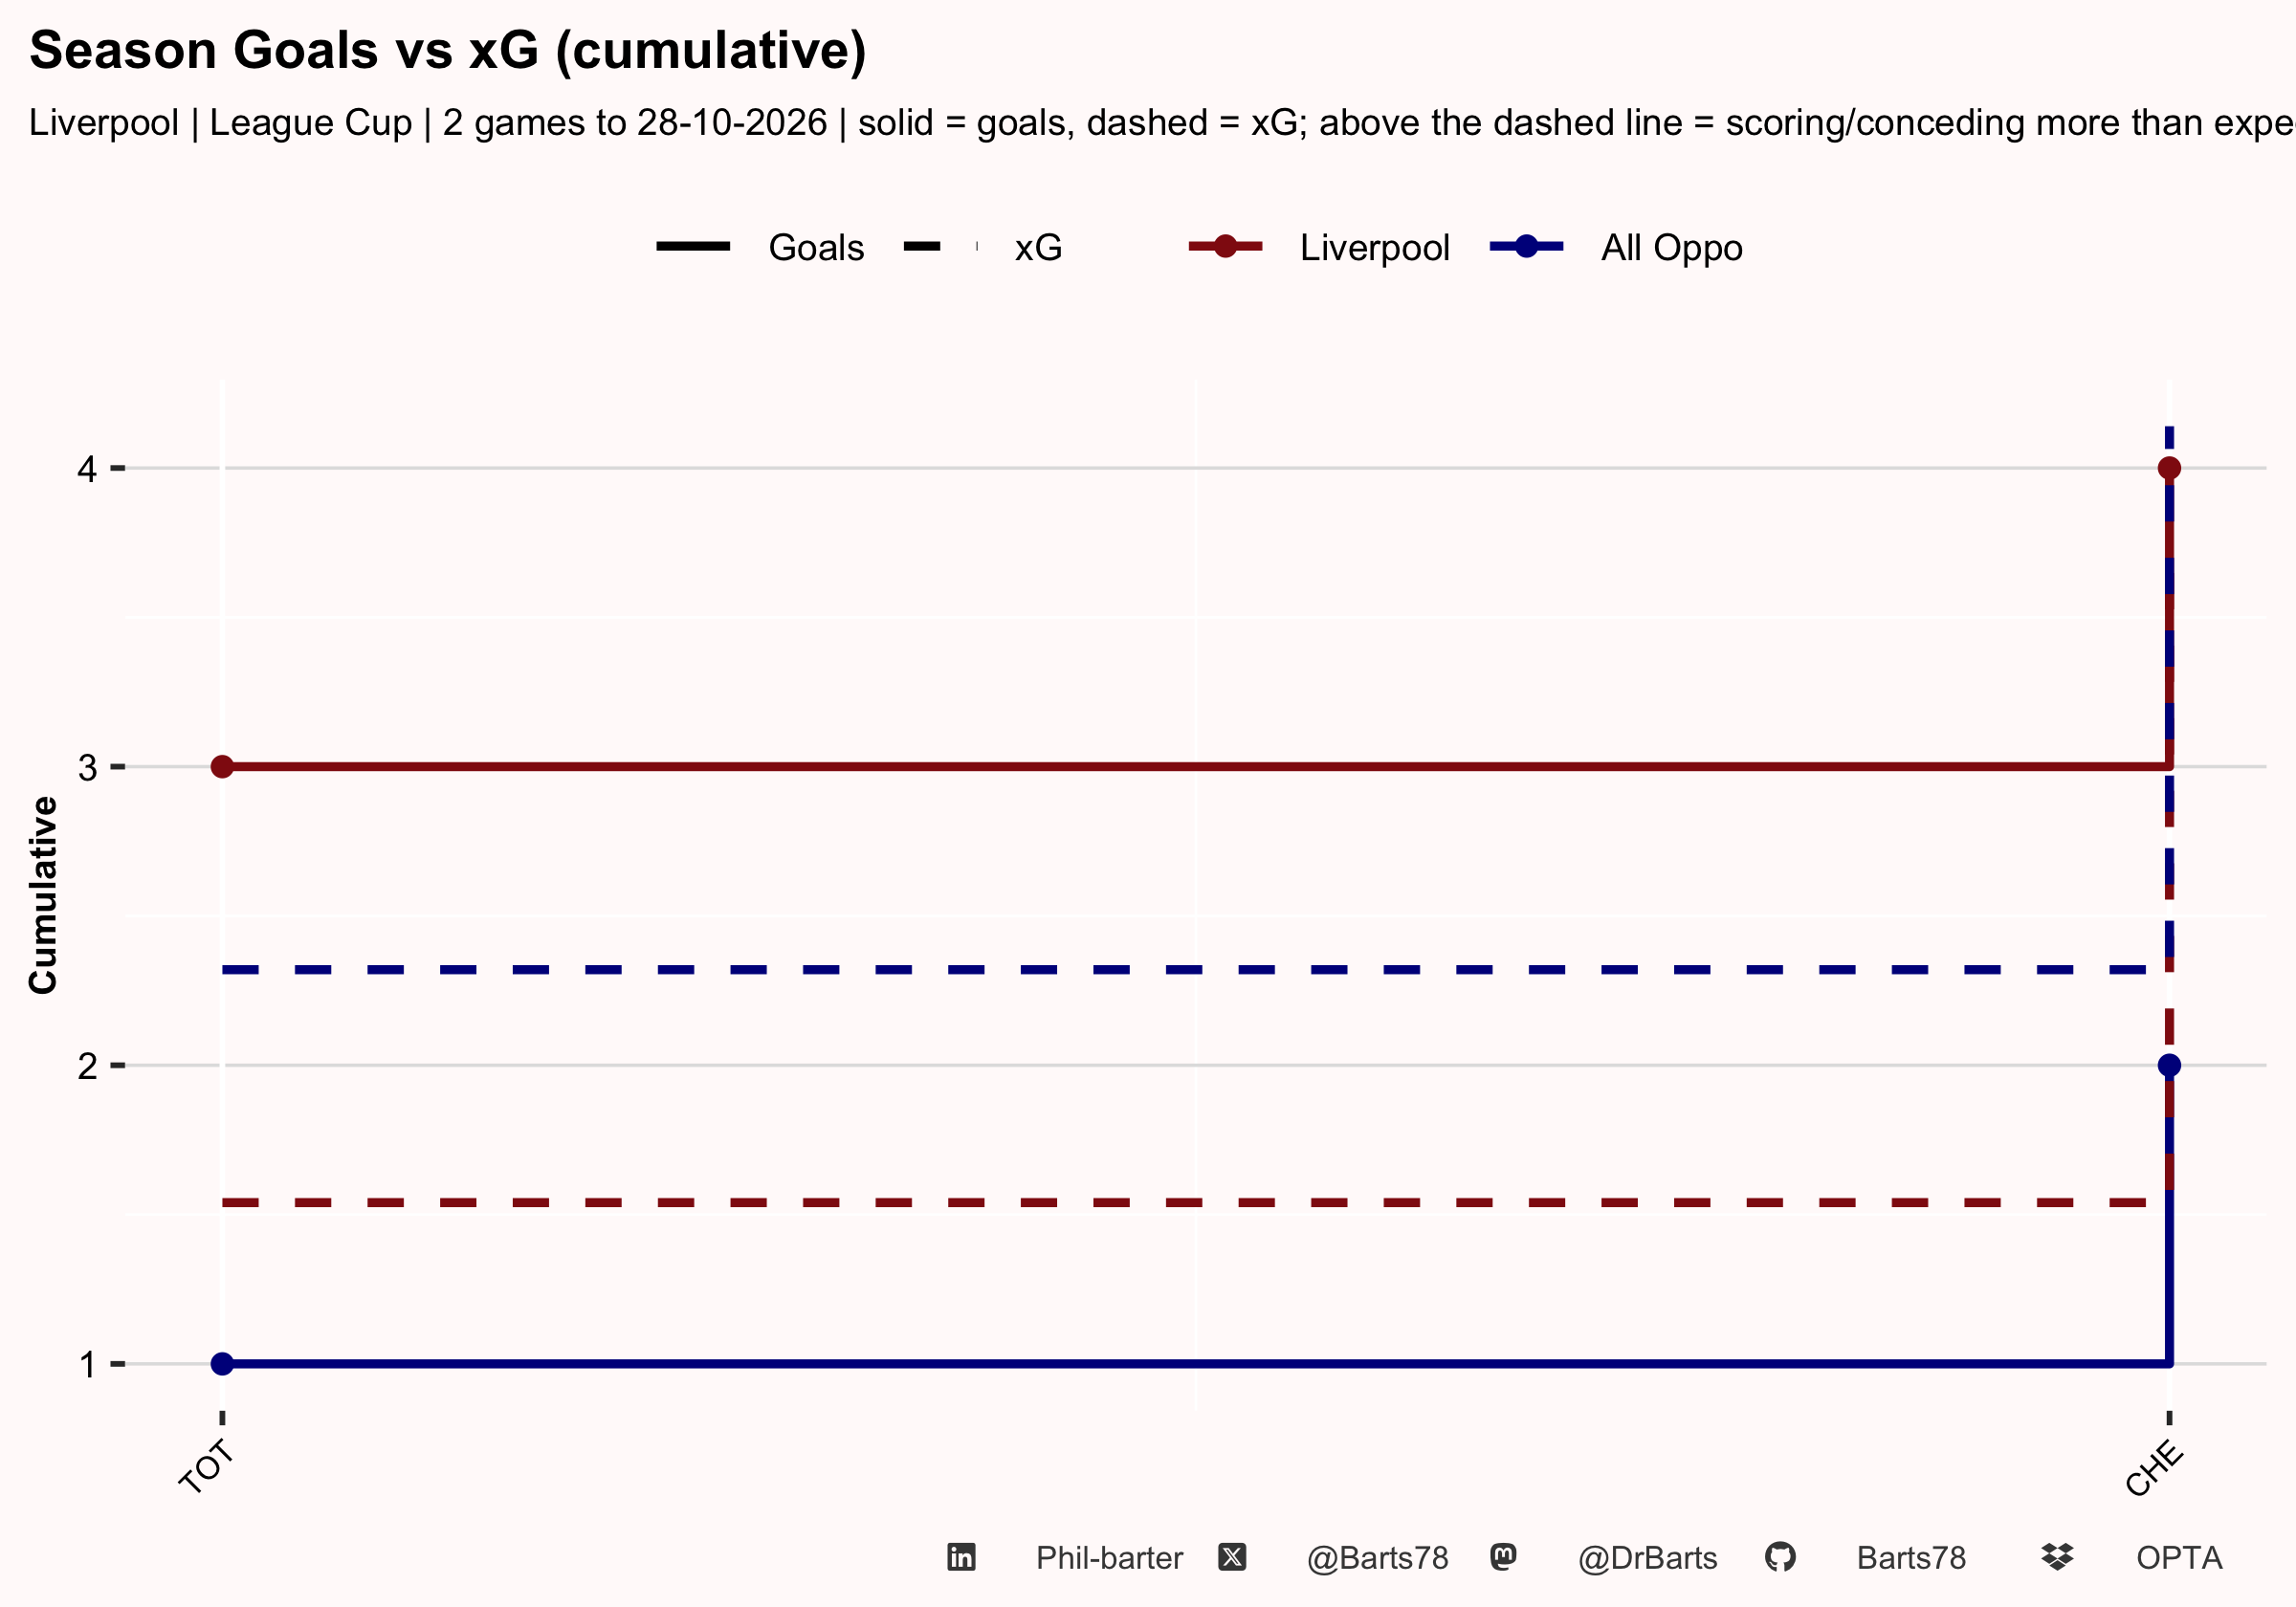 Season Goals vs xG (cumulative)
Liverpool | League Cup | 2 games to 28-10-2026 | solid = goals, dashed = xG; above the dashed line = scoring/conceding more than expe
Goals xG Liverpool All Oppo
Cumulative
4
3
2
1
TOT CHE
Phil-barter @Barts78 @DrBarts Barts78 OPTA